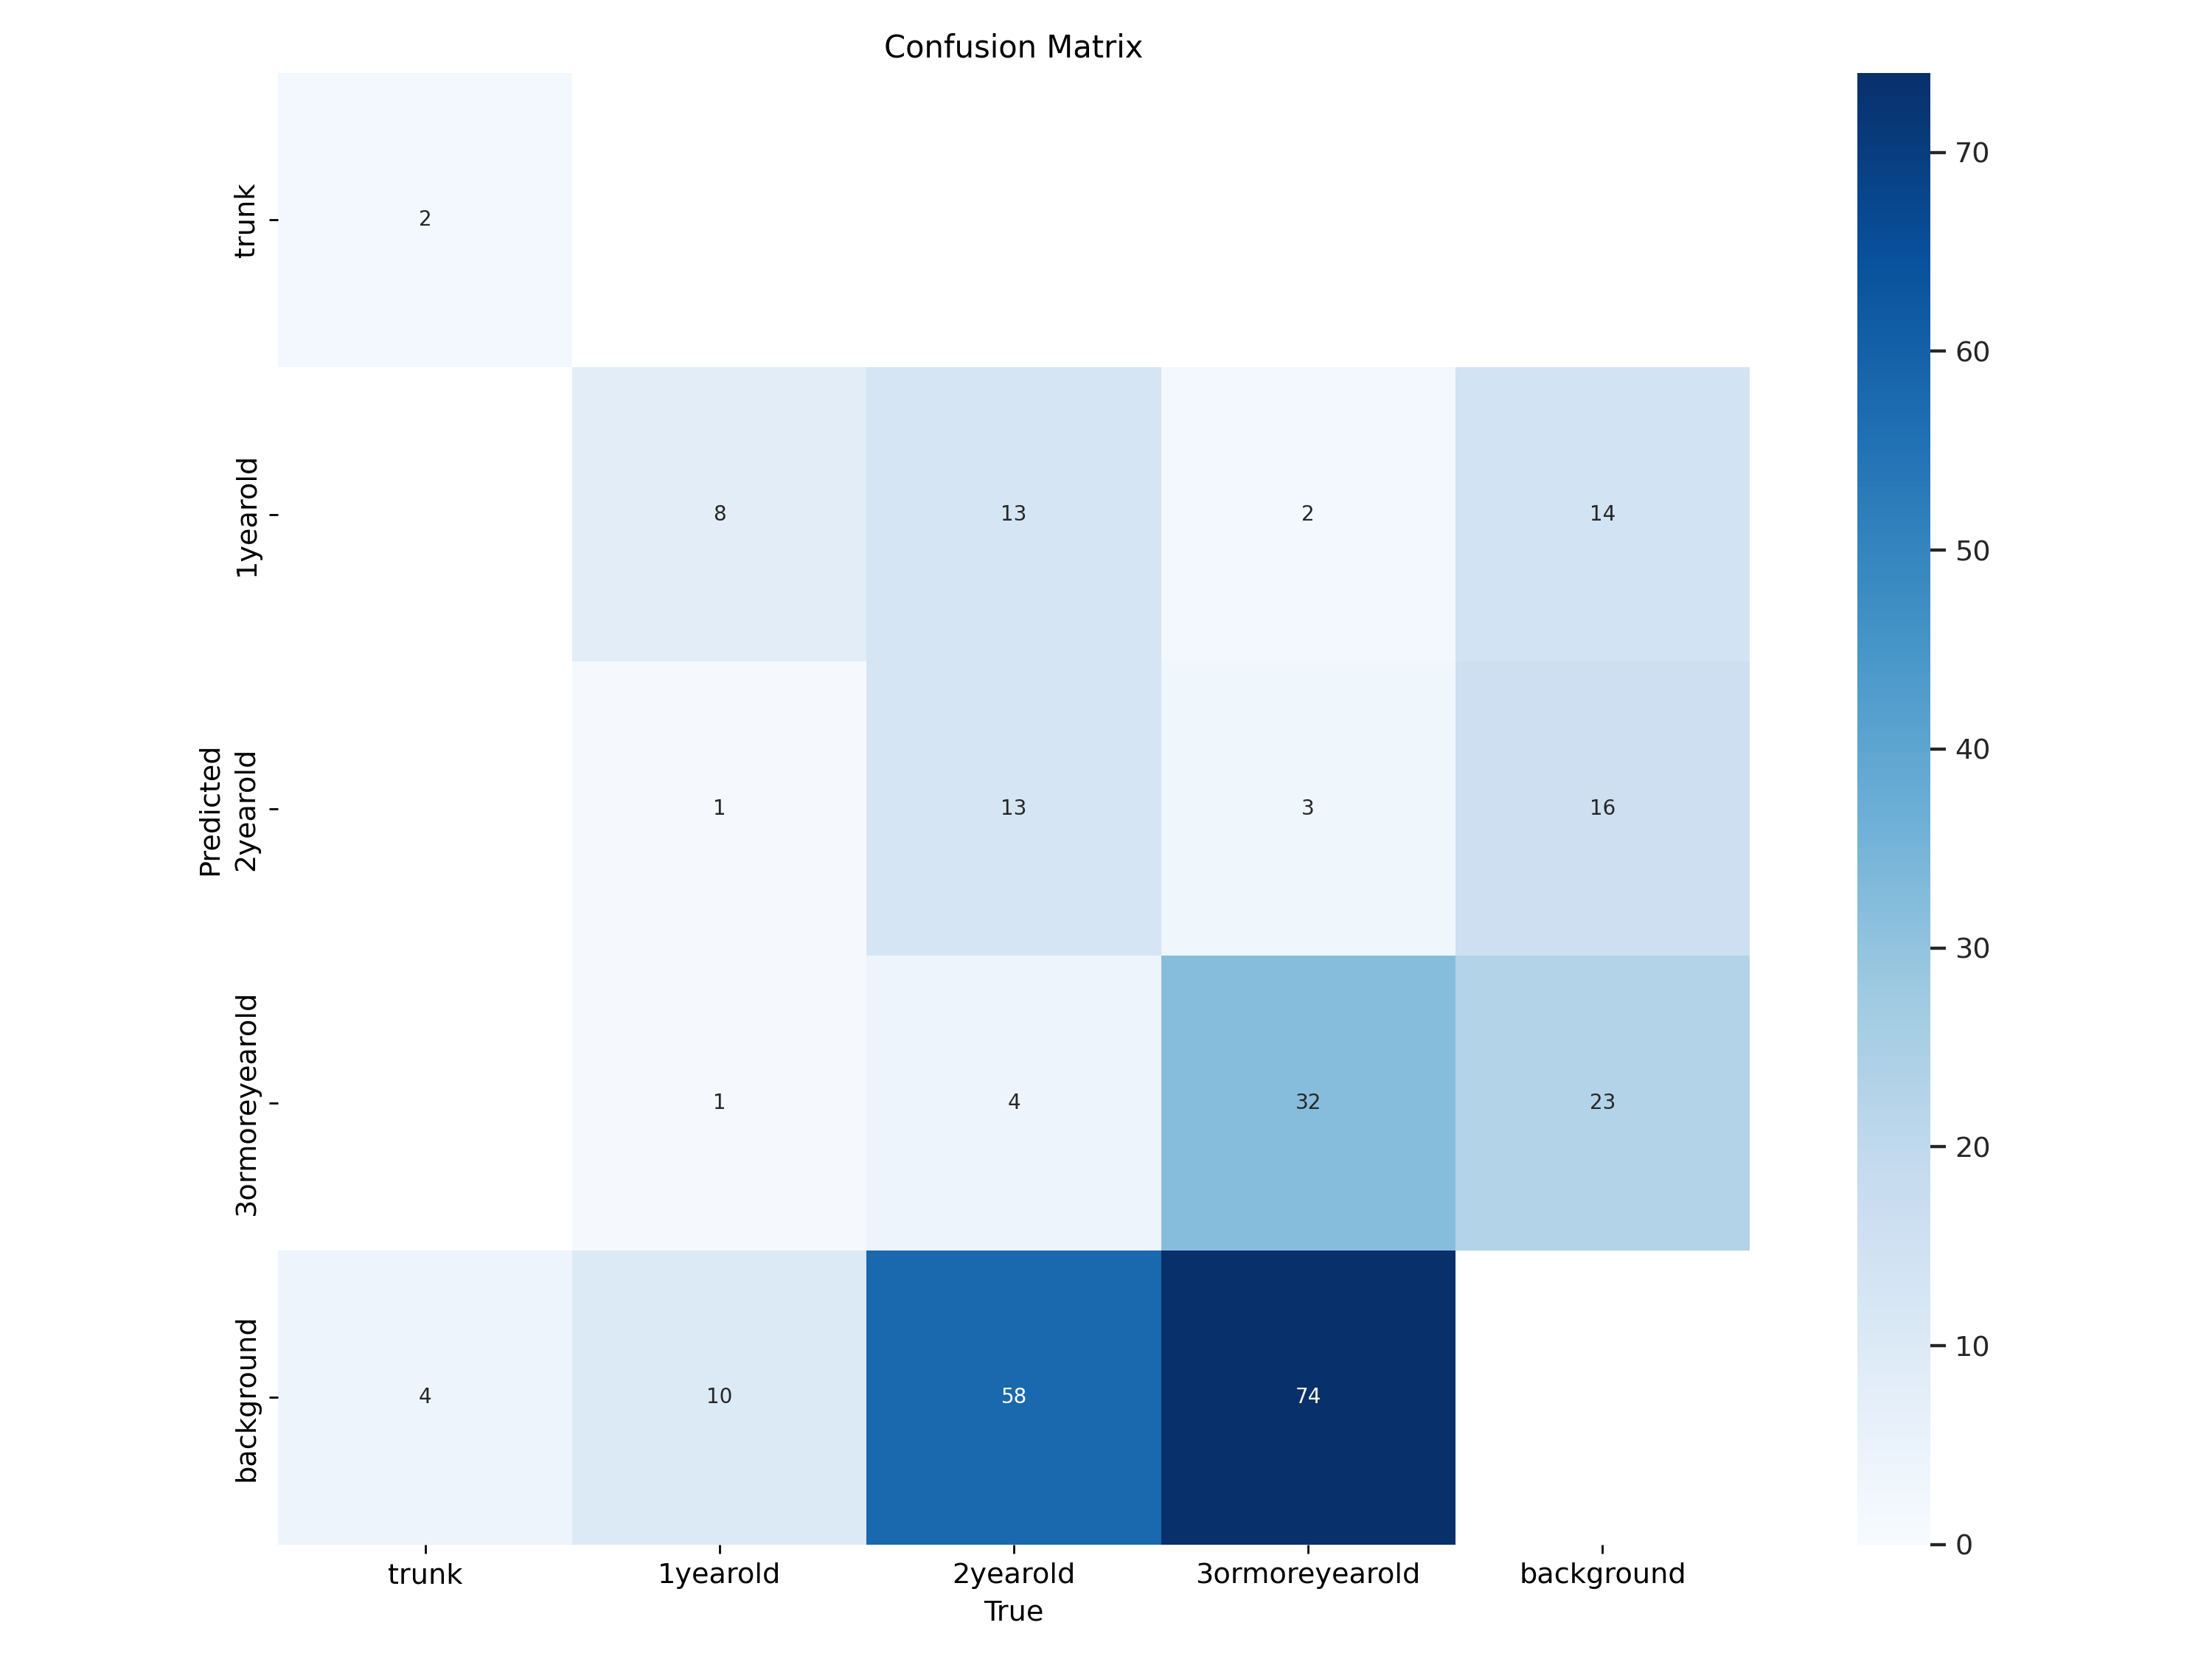 Confusion Matrix
Predicted
trunk
2
1yearold
8 13 2 14
2yearold
1 13 3 16
3ormoreyearold
1 4 32 23
background
4 10 58 74
trunk 1yearold 2yearold 3ormoreyearold background
True
70
60
50
40
30
20
10
0